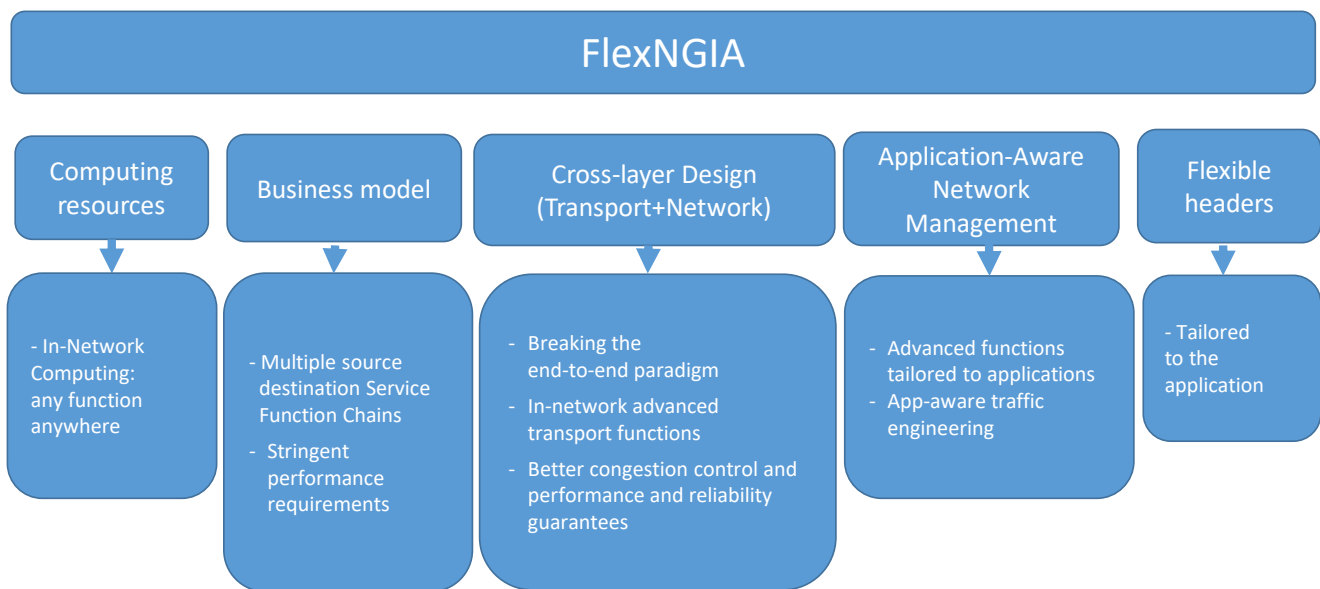 FlexNGIA
Computing
resources
Business model
Cross-layer Design
(Transport+Network)
Application-Aware
Network
Management
Flexible
headers
- In-Network
Computing:
any function
anywhere
- Multiple source
destination Service
Function Chains
- Stringent
performance
requirements
- Breaking the
end-to-end paradigm
- In-network advanced
transport functions
- Better congestion control and
performance and reliability
guarantees
- Advanced functions
tailored to applications
- App-aware traffic
engineering
- Tailored
to the
application